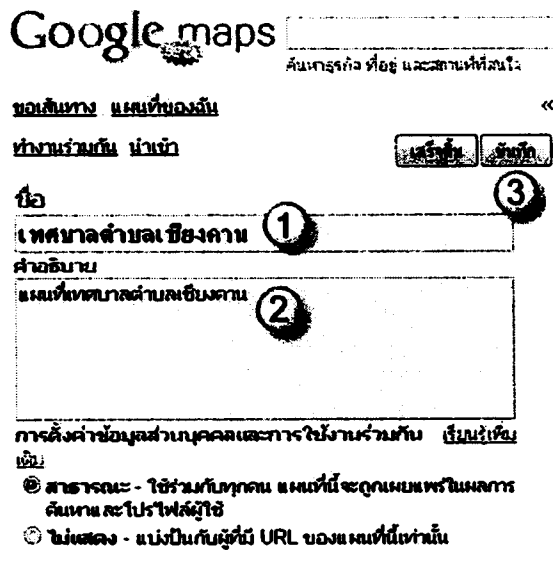 Google maps
ค้นหาธุรกิจ ที่อยู่ และสถานที่ที่สนใจ
ขอเส้นทาง แผนที่ของฉัน «
ทำงานร่วมกัน นำเข้า เสร็จสิ้น บันทึก
3
ชื่อ
เทศบาลตำบลเชียงคาน 1
คำอธิบาย
แผนที่เทศบาลตำบลเชียงคาน 2
การตั้งค่าข้อมูลส่วนบุคคลและการใช้งานร่วมกัน เรียนรู้เพิ่ม
เติม
สาธารณะ - ใช้ร่วมกับทุกคน แผนที่นี้จะถูกเผยแพร่ในผลการ
ค้นหาและโปรไฟล์ผู้ใช้
ไม่แสดง - แบ่งปันกับผู้ที่มี URL ของแผนที่นี้เท่านั้น